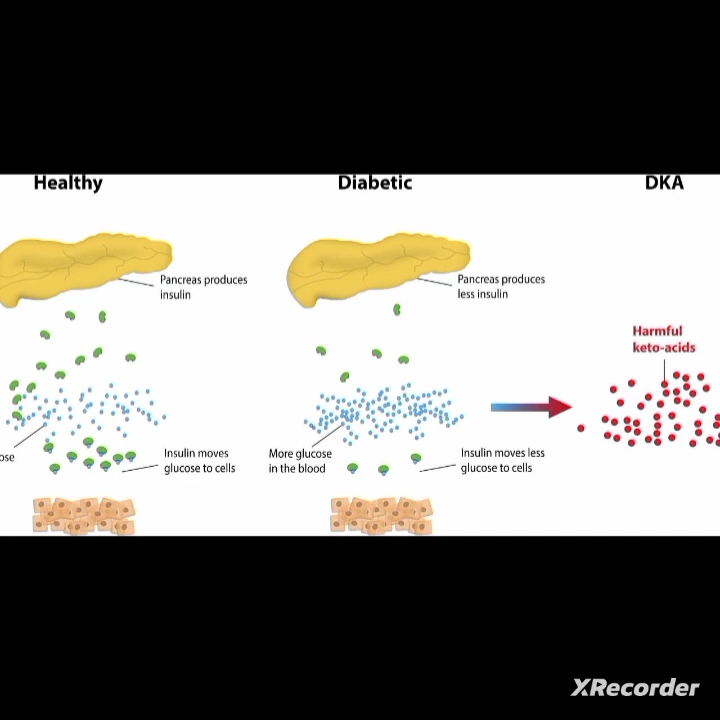 Healthy
Diabetic
DKA
Pancreas produces
insulin
Pancreas produces
less insulin
Harmful
keto-acids
ose
Insulin moves
glucose to cells
More glucose
in the blood
Insulin moves less
glucose to cells
XRecorder